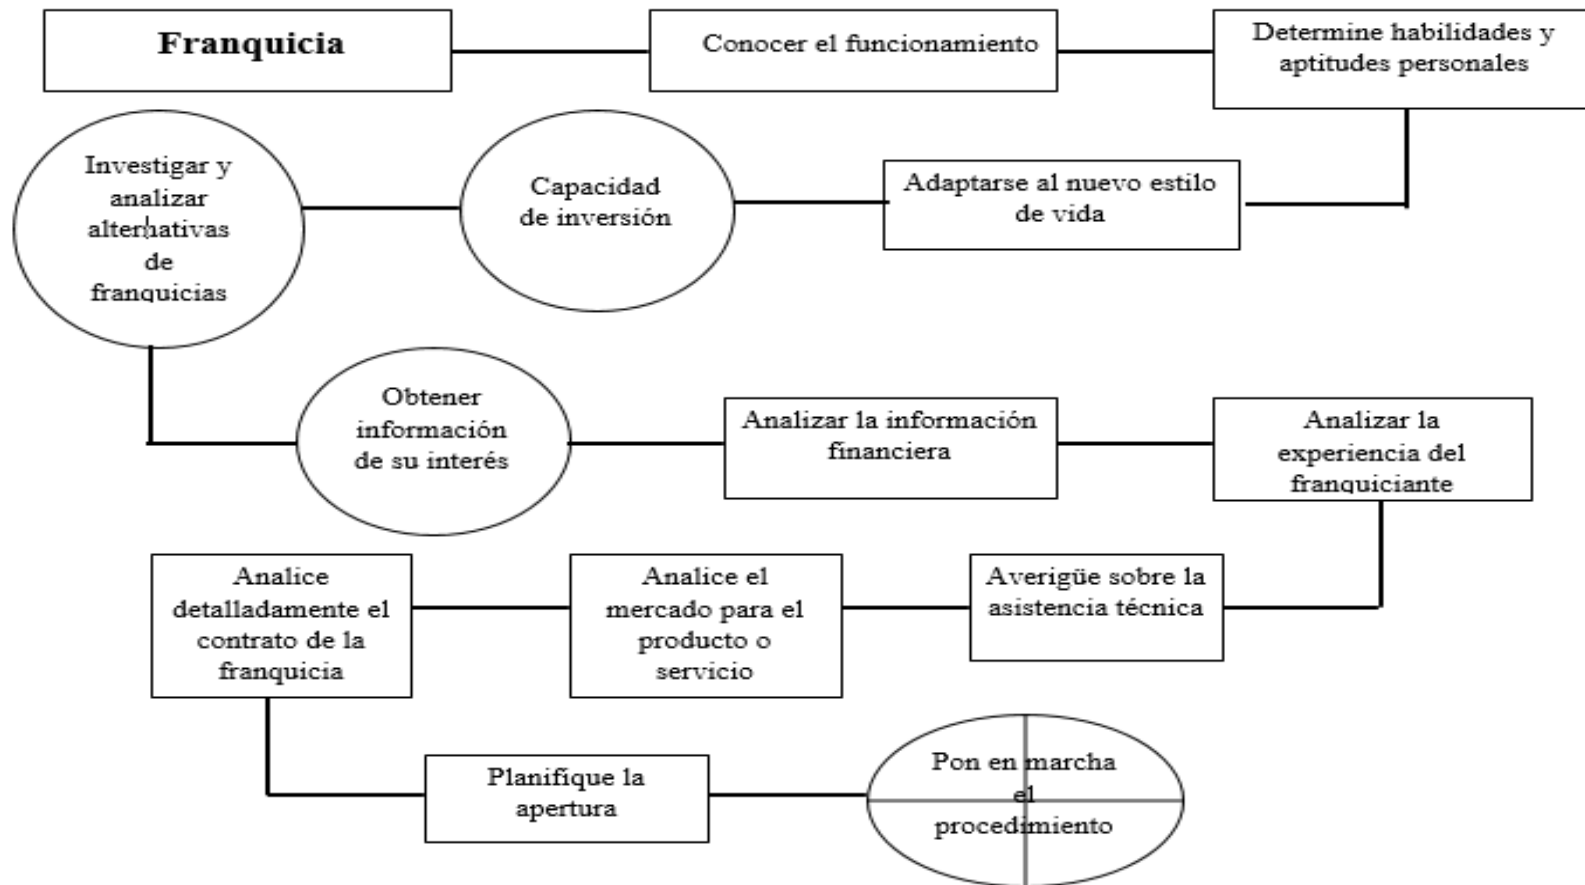 Franquicia
Conocer el funcionamiento
Determine habilidades y
aptitudes personales
Adaptarse al nuevo estilo
de vida
Capacidad
de inversión
Investigar y
analizar
alternativas
de
franquicias
Obtener
información
de su interés
Analizar la información
financiera
Analizar la
experiencia del
franquiciante
Averigüe sobre la
asistencia técnica
Analice el
mercado para el
producto o
servicio
Analice
detalladamente el
contrato de la
franquicia
Planifique la
apertura
Pon en marcha
el
procedimiento